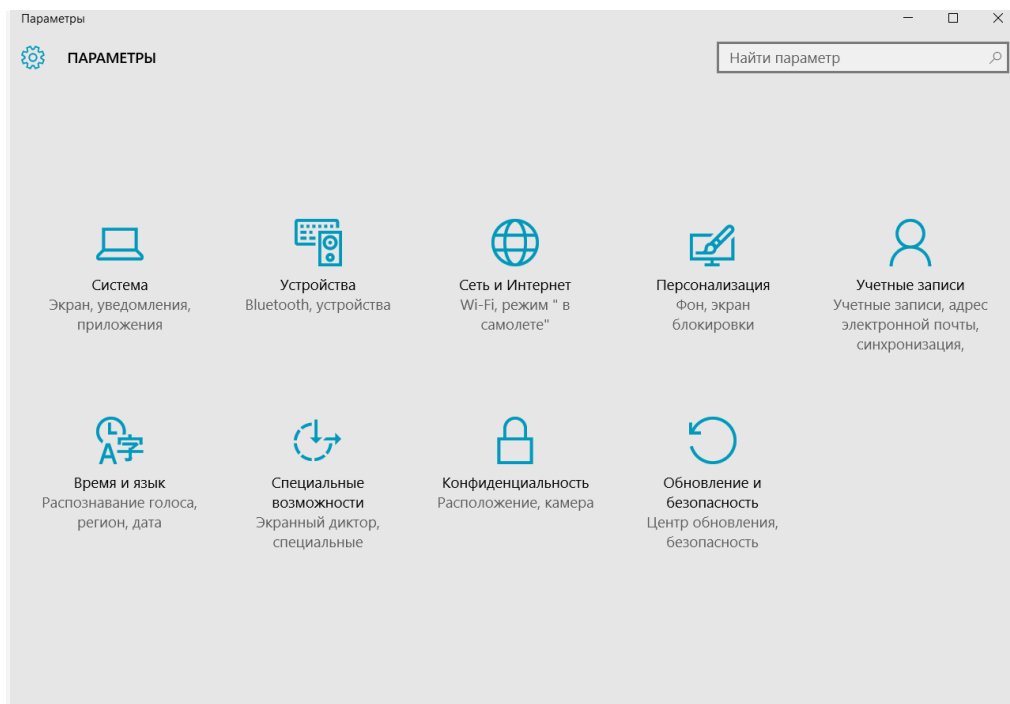 Параметры
ПАРАМЕТРЫ
Найти параметр
Система
Экран, уведомления,
приложения
Устройства
Bluetooth, устройства
Сеть и Интернет
Wi-Fi, режим " в
самолете"
Персонализация
Фон, экран
блокировки
Учетные записи
Учетные записи, адрес
электронной почты,
синхронизация,
Время и язык
Распознавание голоса,
регион, дата
Специальные
возможности
Экранный диктор,
специальные
Конфиденциальность
Расположение, камера
Обновление и
безопасность
Центр обновления,
безопасность